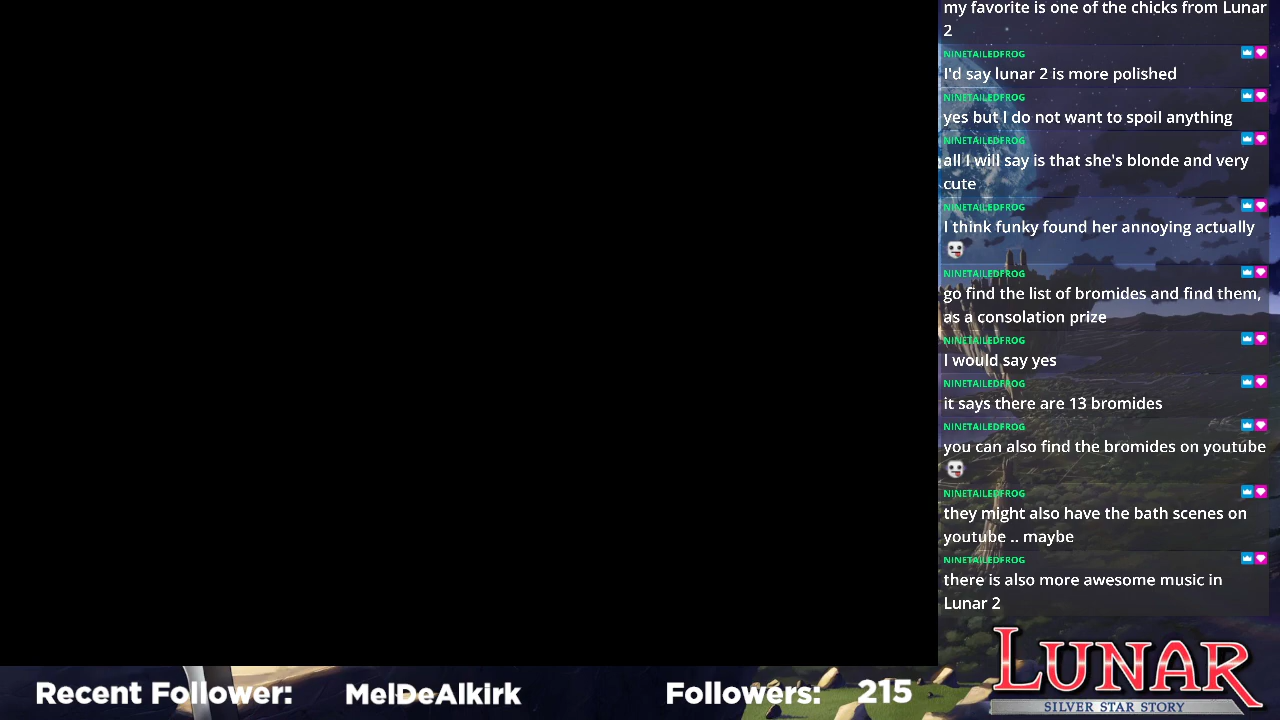 my favorite is one of the chicks from Lunar
2
NINETAILEDFROG
I'd say lunar 2 is more polished
NINETAILEDFROG
yes but I do not want to spoil anything
NINETAILEDFROG
all I will say is that she's blonde and very
cute
NINETAILEDFROG
I think funky found her annoying actually
NINETAILEDFROG
go find the list of bromides and find them,
as a consolation prize
NINETAILEDFROG
I would say yes
NINETAILEDFROG
it says there are 13 bromides
NINETAILEDFROG
you can also find the bromides on youtube
NINETAILEDFROG
they might also have the bath scenes on
youtube .. maybe
NINETAILEDFROG
there is also more awesome music in
Lunar 2
LUNAR
SILVER STAR STORY
Recent Follower: MelDeAlkirk Followers: 215